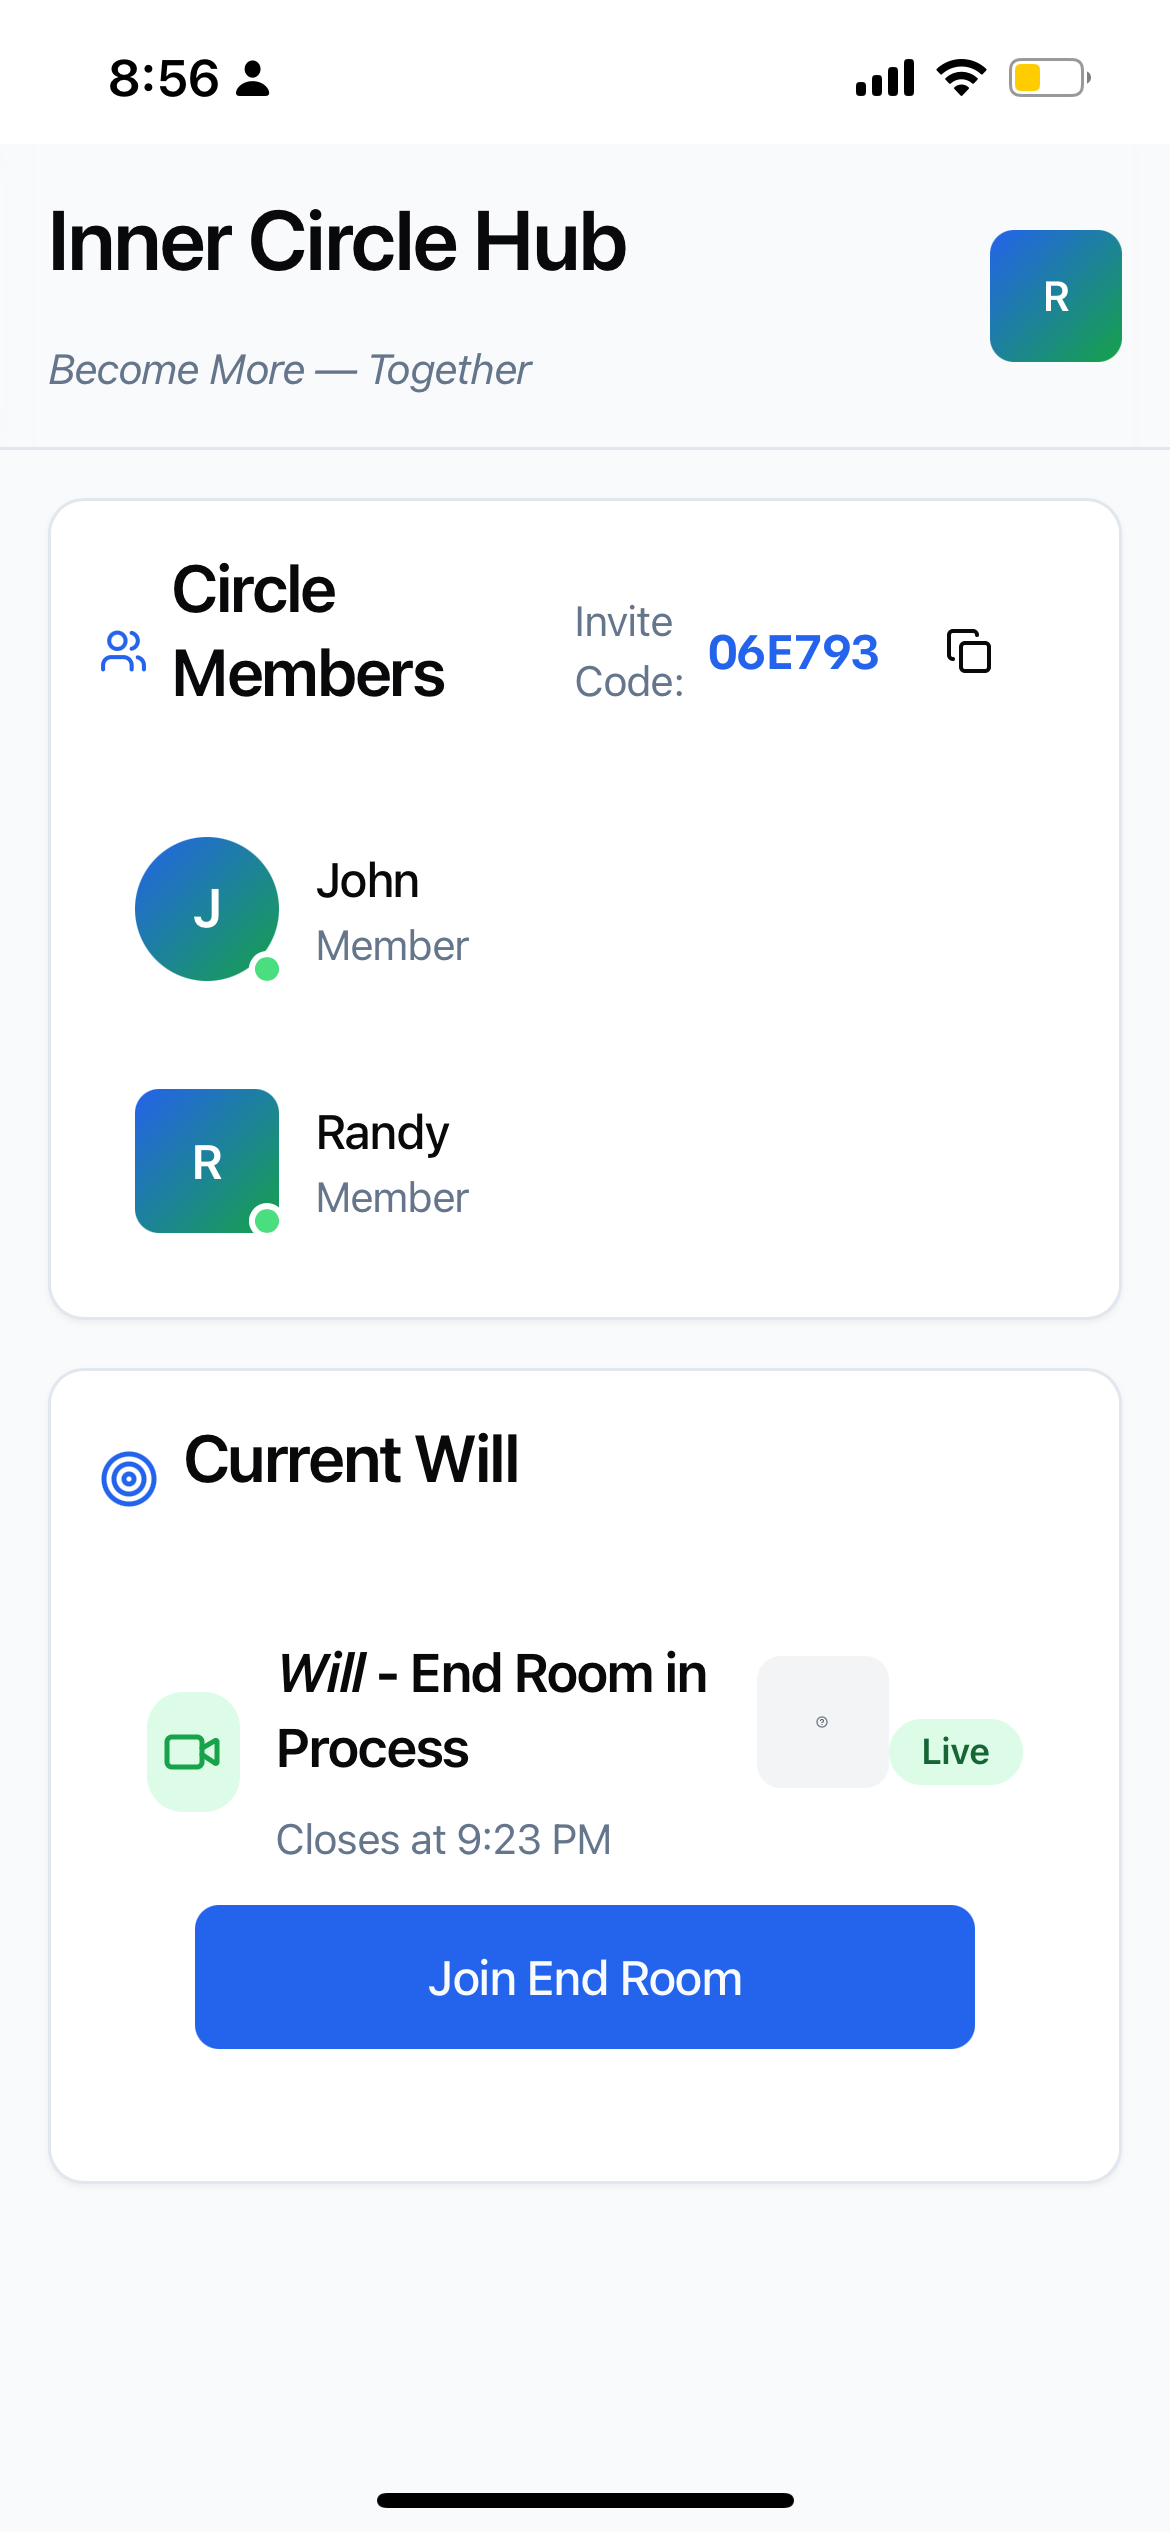 8:56
Inner Circle Hub
R
Become More — Together
Circle
Members
Invite
Code:
06E793
J
John
Member
R
Randy
Member
Current Will
Will - End Room in
Process
?
Live
Closes at 9:23 PM
Join End Room